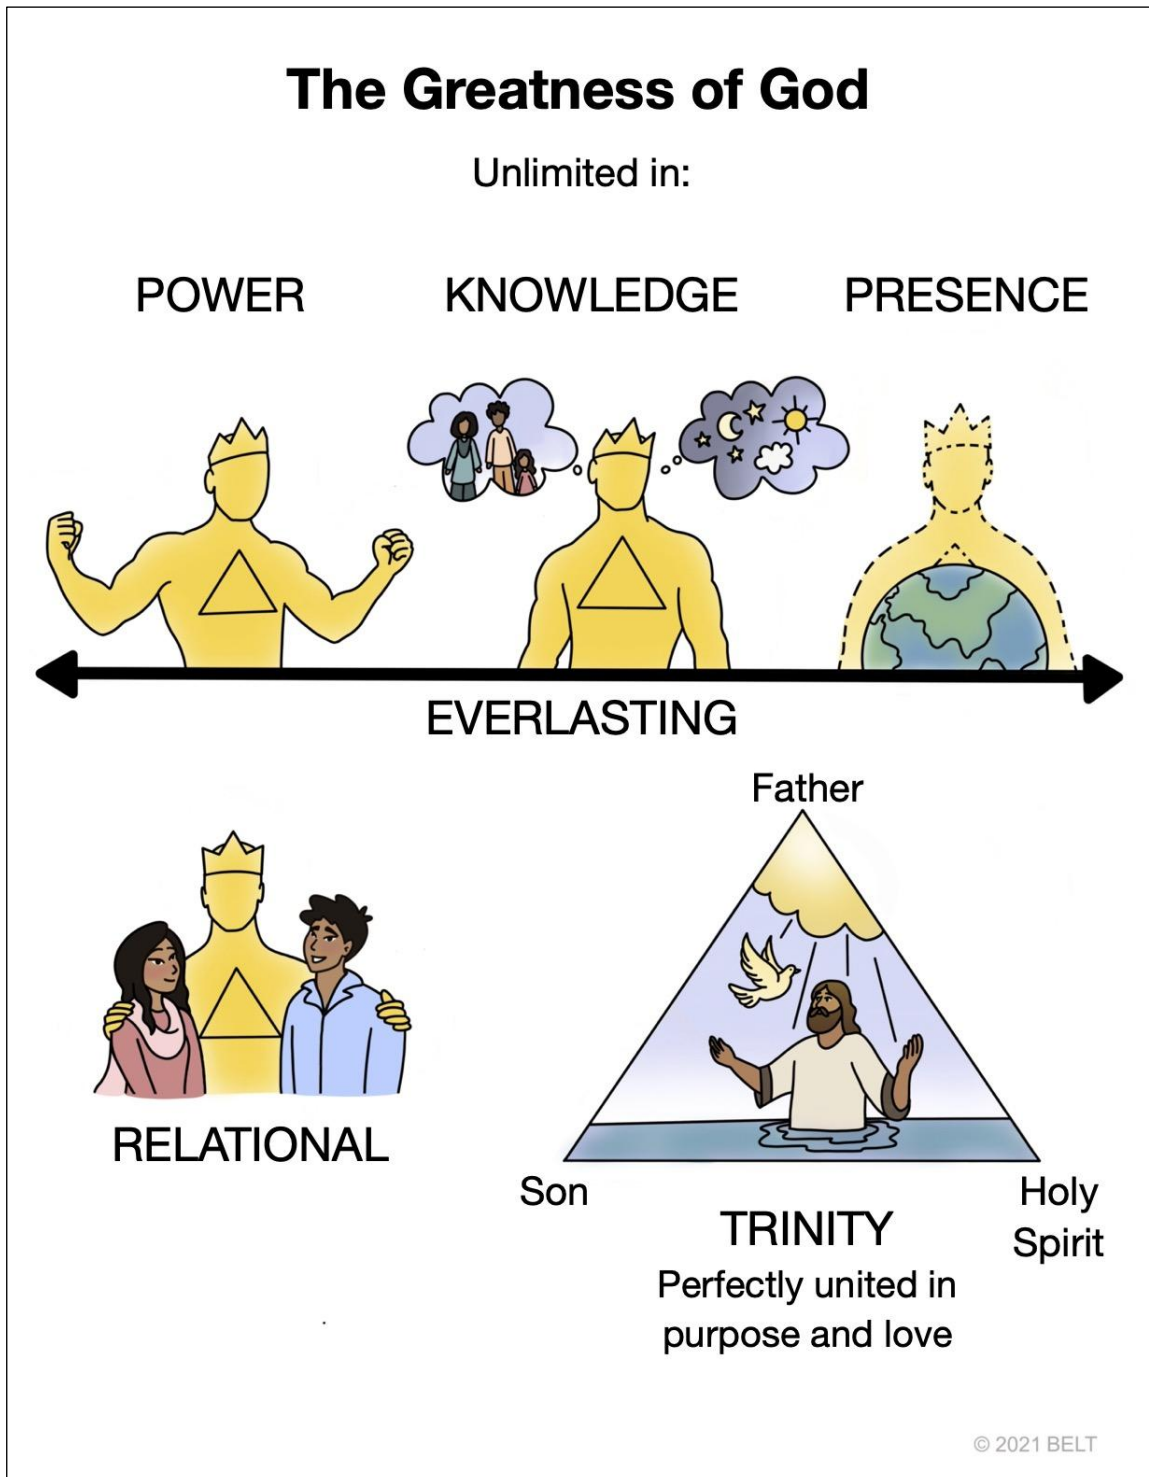 The Greatness of God
Unlimited in:
POWER
KNOWLEDGE
PRESENCE
EVERLASTING
Father
RELATIONAL
Son
Holy
Spirit
TRINITY
Perfectly united in
purpose and love
© 2021 BELT